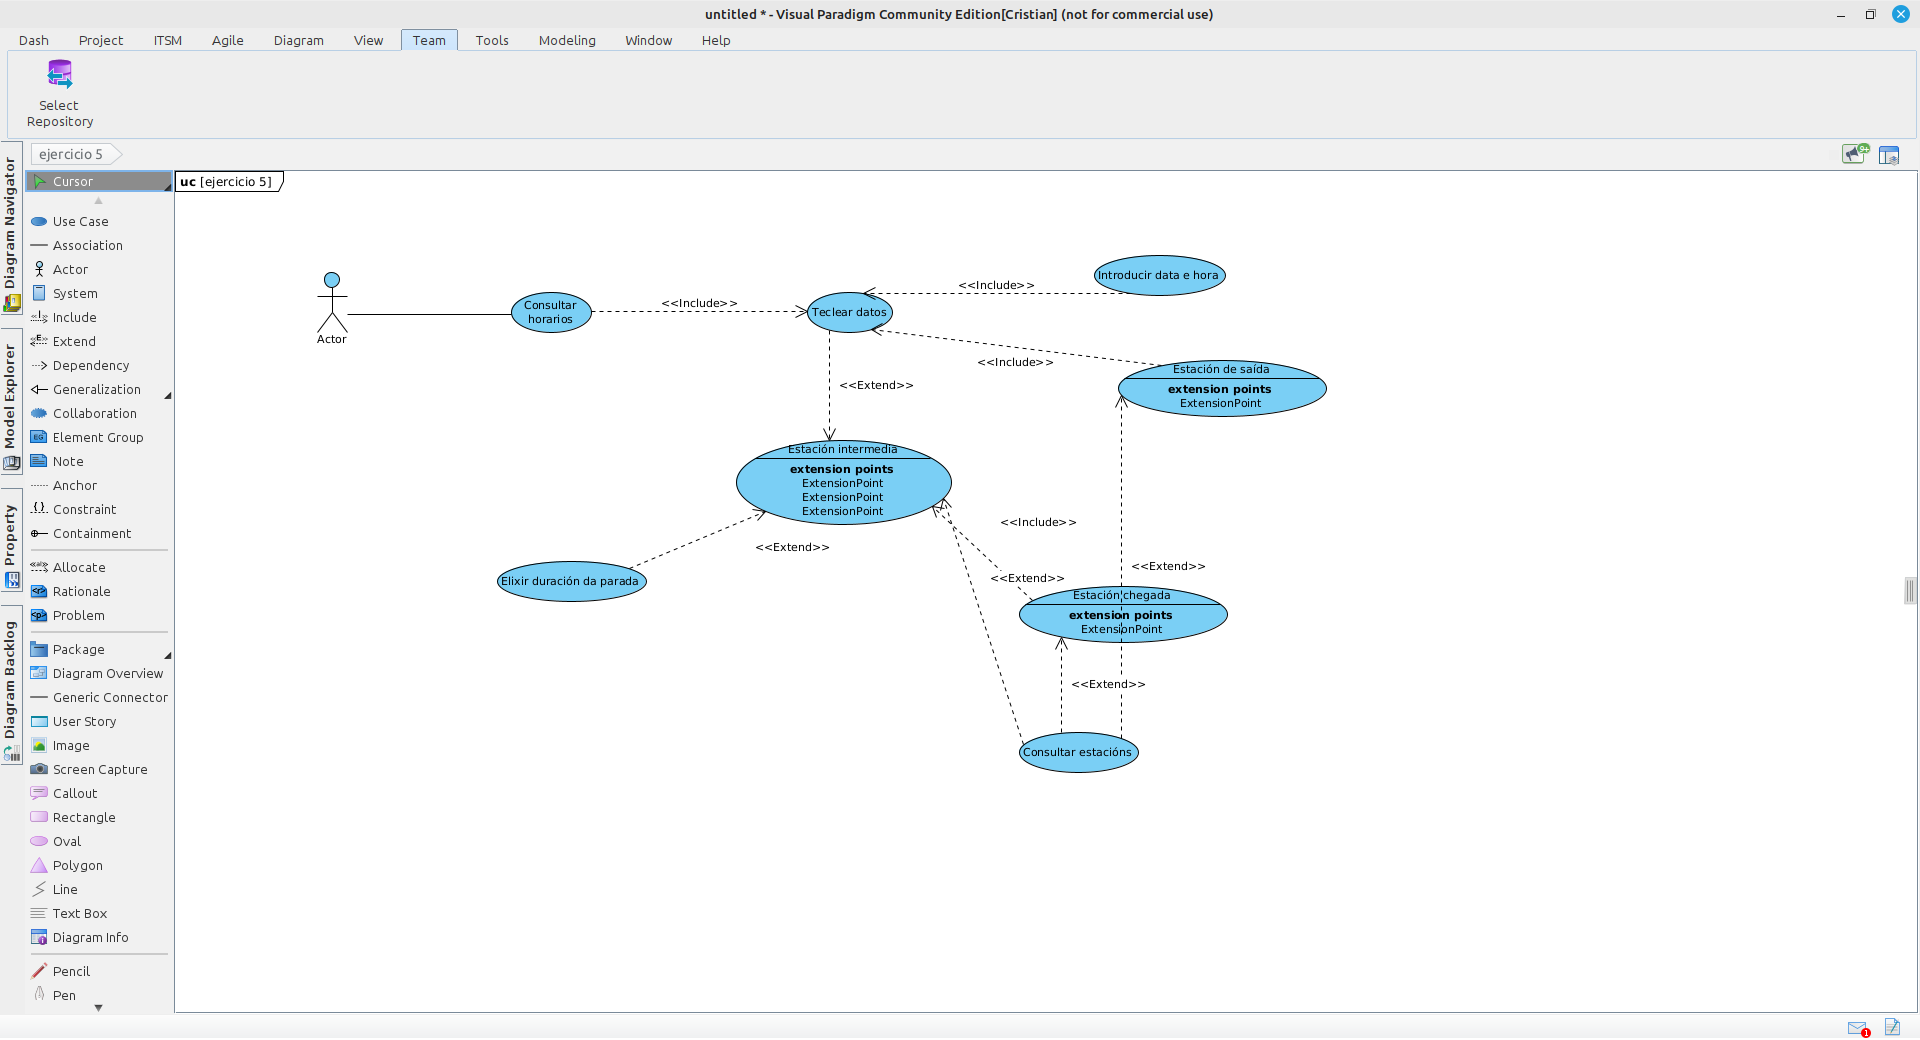 untitled * - Visual Paradigm Community Edition[Cristian] (not for commercial use)
Dash Project ITSM Agile Diagram View Team Tools Modeling Window Help
Select
Repository
ejercicio 5
9+
Diagram Navigator
Model Explorer
Property
Diagram Backlog
Cursor
Use Case
Association
Actor
System
Include
Extend
Dependency
Generalization
Collaboration
Element Group
Note
Anchor
Constraint
Containment
Allocate
Rationale
Problem
Package
Diagram Overview
Generic Connector
User Story
Image
Screen Capture
Callout
Rectangle
Oval
Polygon
Line
Text Box
Diagram Info
Pencil
Pen
uc [ejercicio 5]
Actor
Consultar
horarios
<<Include>>
Teclear datos
<<Include>>
Introducir data e hora
<<Include>>
Estación de saída
extension points
ExtensionPoint
<<Extend>>
Estación intermedia
extension points
ExtensionPoint
ExtensionPoint
ExtensionPoint
<<Extend>>
Elixir duración da parada
<<Include>>
<<Extend>>
<<Extend>>
Estación chegada
extension points
ExtensionPoint
<<Extend>>
Consultar estacións
1